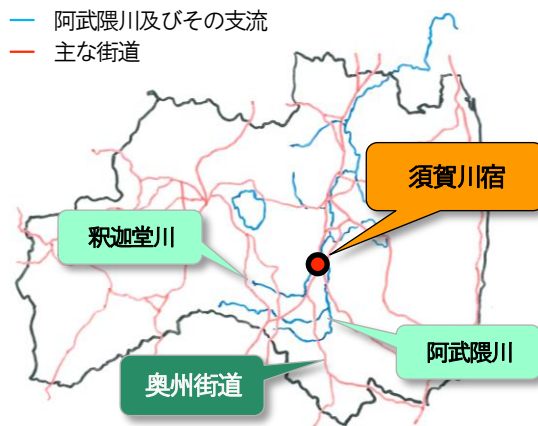 阿武隈川及びその支流
主な街道
須賀川宿
釈迦堂川
阿武隈川
奥州街道